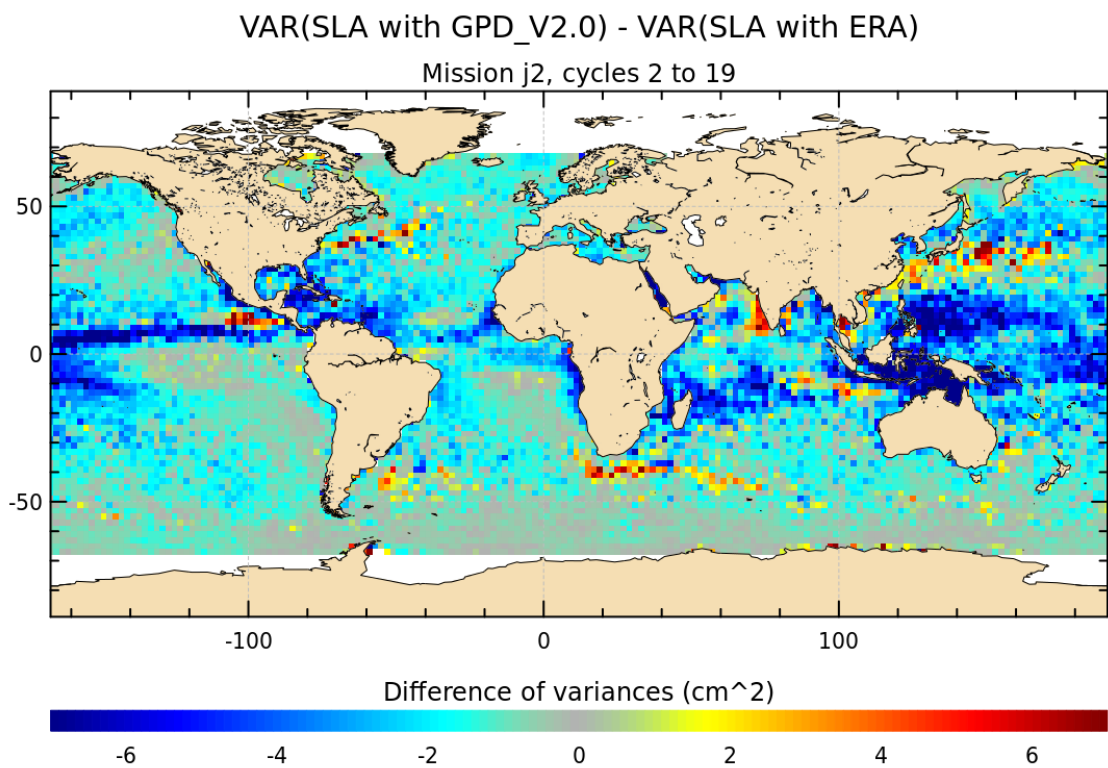 VAR(SLA with GPD_V2.0) - VAR(SLA with ERA)
Mission j2, cycles 2 to 19
50
0
-50
-100 0 100
Difference of variances (cm^2)
-6 -4 -2 0 2 4 6